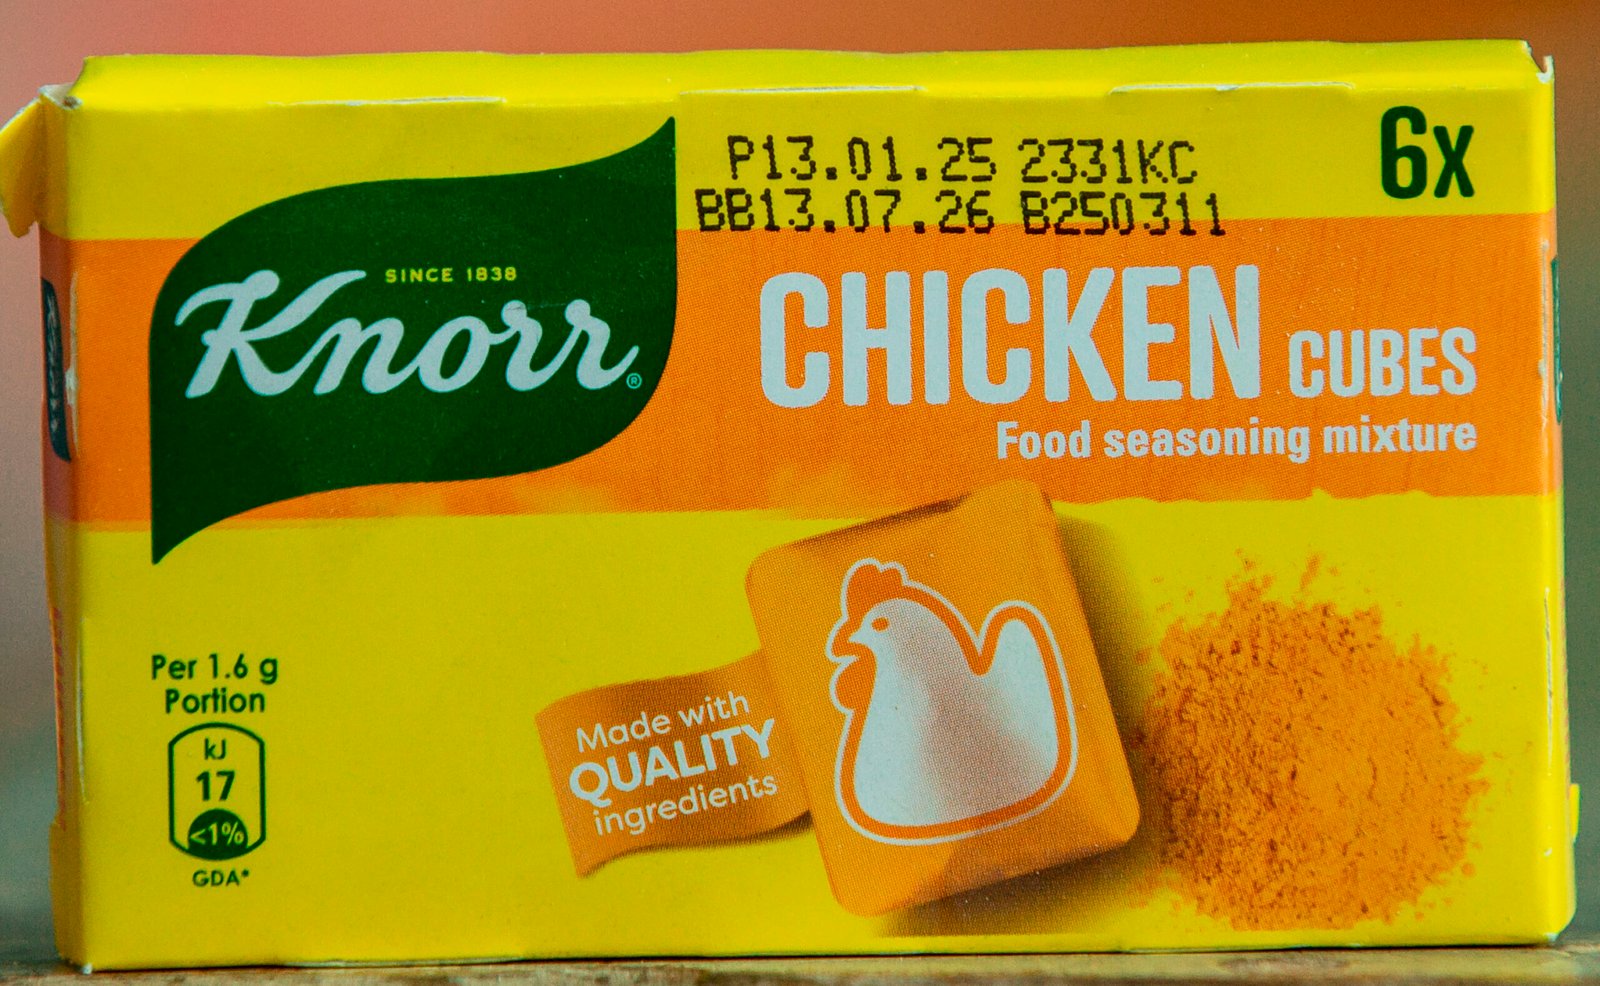 P13.01.25 2331KC
BB13.07.26 B250311
6x
SINCE 1838
Knorr®
CHICKEN CUBES
Food seasoning mixture
Made with
QUALITY
ingredients
Per 1.6 g
Portion
kJ
17
<1%
GDA*